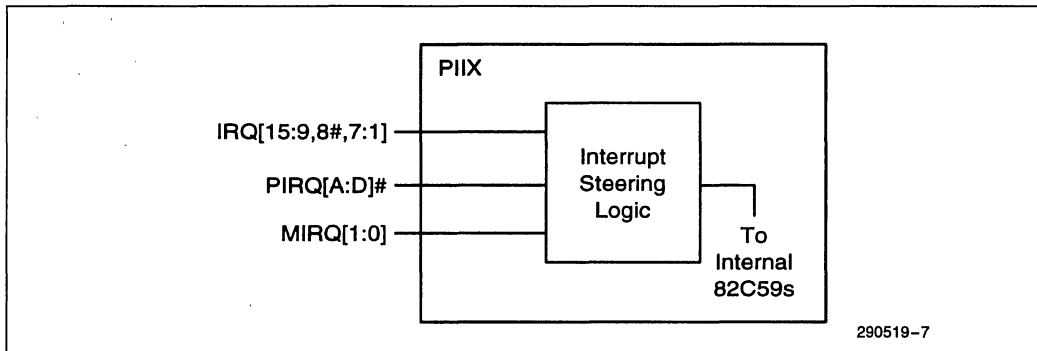 PIIX
IRQ[15:9,8#,7:1]
PIRQ[A:D]#
MIRQ[1:0]
Interrupt
Steering
Logic
To
Internal
82C59s
290519-7